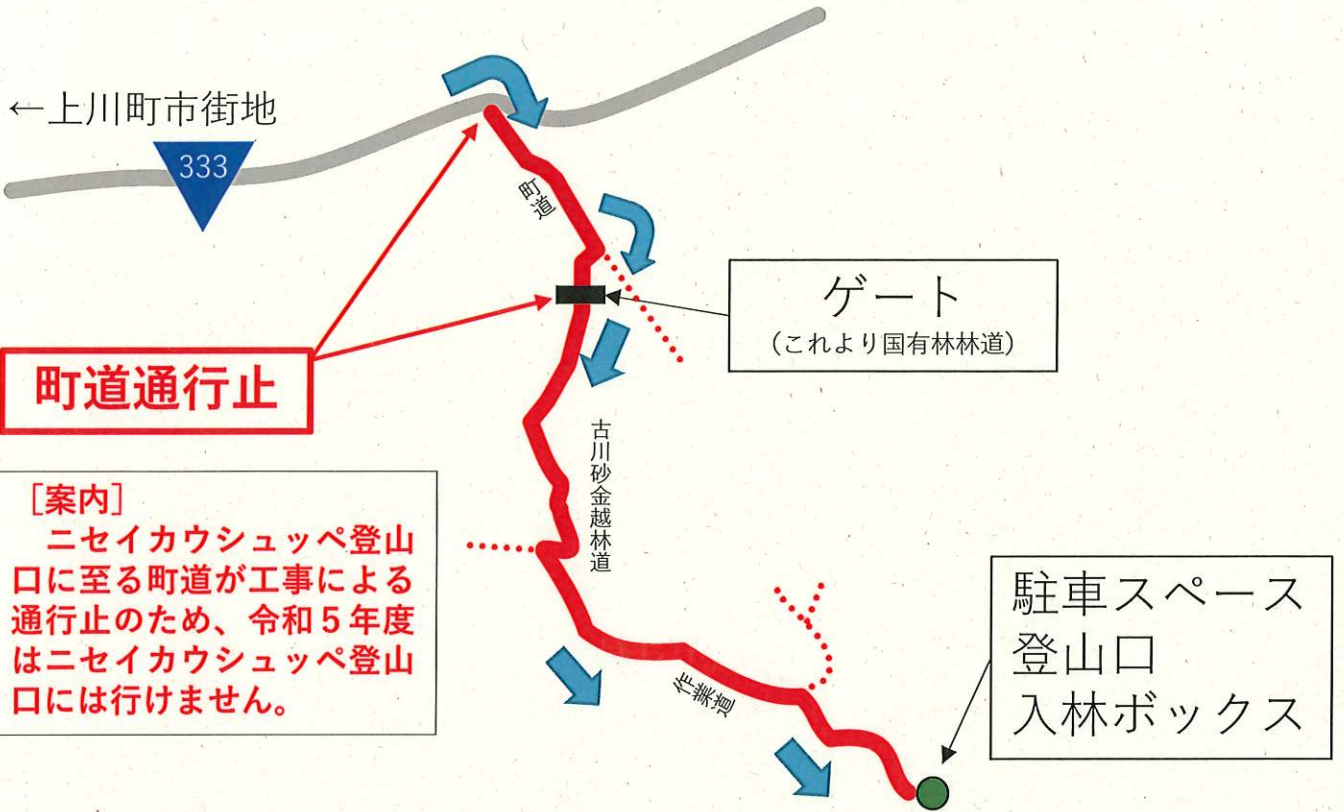 ←上川町市街地
333
町道
ゲート
(これより国有林林道)
町道通行止
古川砂金越林道
［案内］
ニセイカウシュッペ登山
口に至る町道が工事による
通行止のため、令和５年度
はニセイカウシュッペ登山
口には行けません。
作業道
駐車スペース
登山口
入林ボックス